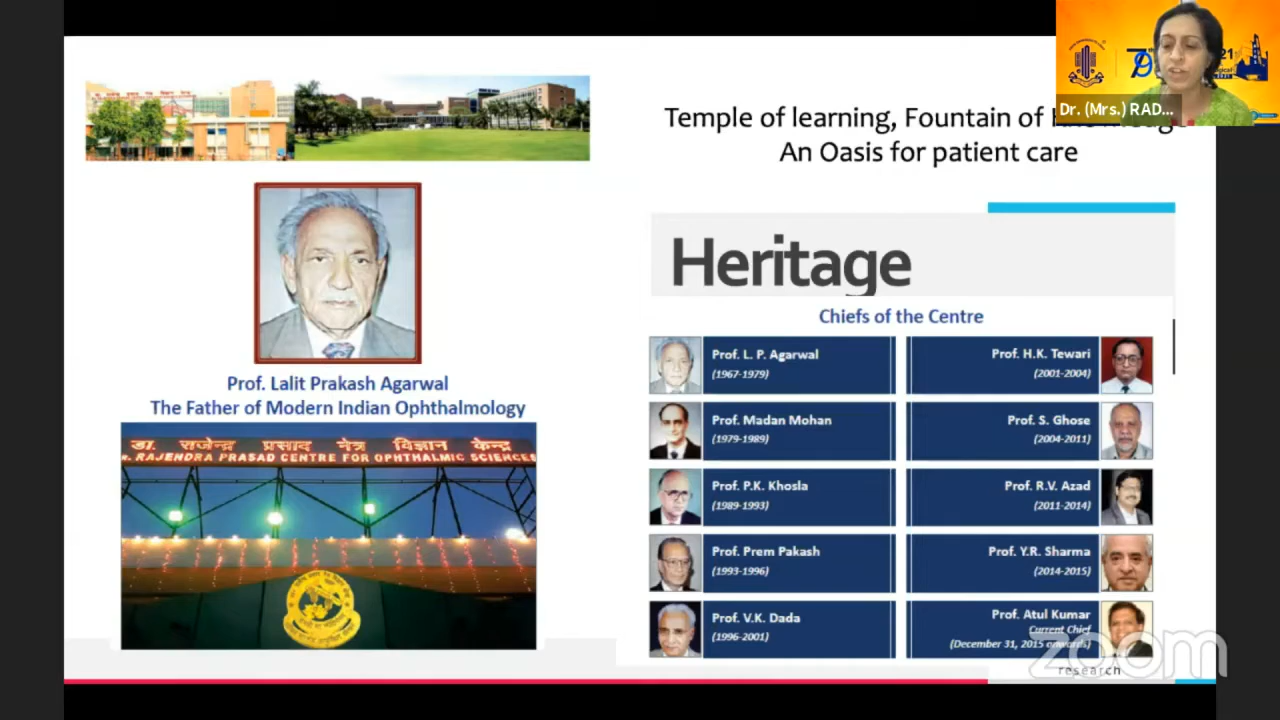 Temple of learning, Fountain of
An Oasis for patient care
Dr. (Mrs.) RAD...
Prof. Lalit Prakash Agarwal
The Father of Modern Indian Ophthalmology
डा. राजेन्द्र प्रसाद नेत्र विज्ञान केन्द्र
RAJENDRA PRASAD CENTRE FOR OPHTHALMIC SCIENCES
Heritage
Chiefs of the Centre
Prof. L. P. Agarwal
(1967-1979)
Prof. Madan Mohan
(1979-1989)
Prof. P.K. Khosla
(1989-1993)
Prof. Prem Pakash
(1993-1996)
Prof. V.K. Dada
(1996-2001)
Prof. H.K. Tewari
(2001-2004)
Prof. S. Ghose
(2004-2011)
Prof. R.V. Azad
(2011-2014)
Prof. Y.R. Sharma
(2014-2015)
Prof. Atul Kumar
Current Chief
(December 31, 2015 onwards)
zoom
research